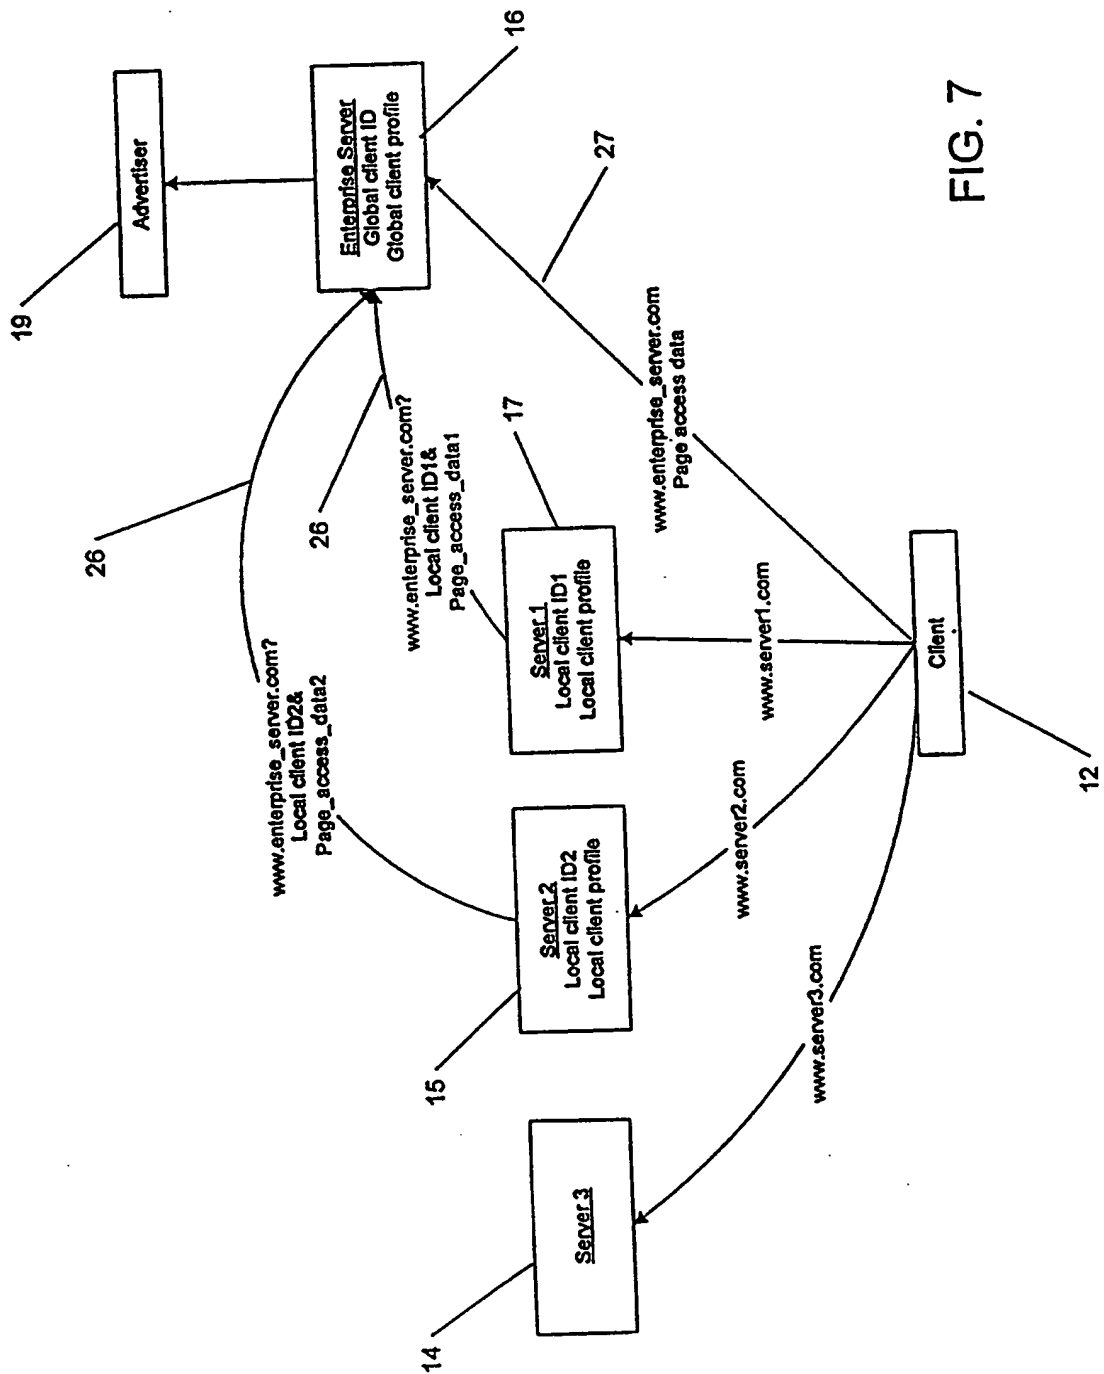 19
Advertiser
16
Enterprise Server
Global client ID
Global client profile
26
26
27
www.enterprise_server.com?
Local client ID2&
Page_access_data2
www.enterprise_server.com?
Local client ID1&
Page_access_data1
www.enterprise_server.com
Page access data
14
Server 3
15
Server 2
Local client ID2
Local client profile
17
Server 1
Local client ID1
Local client profile
www.server3.com
www.server2.com
www.server1.com
Client
12
FIG. 7